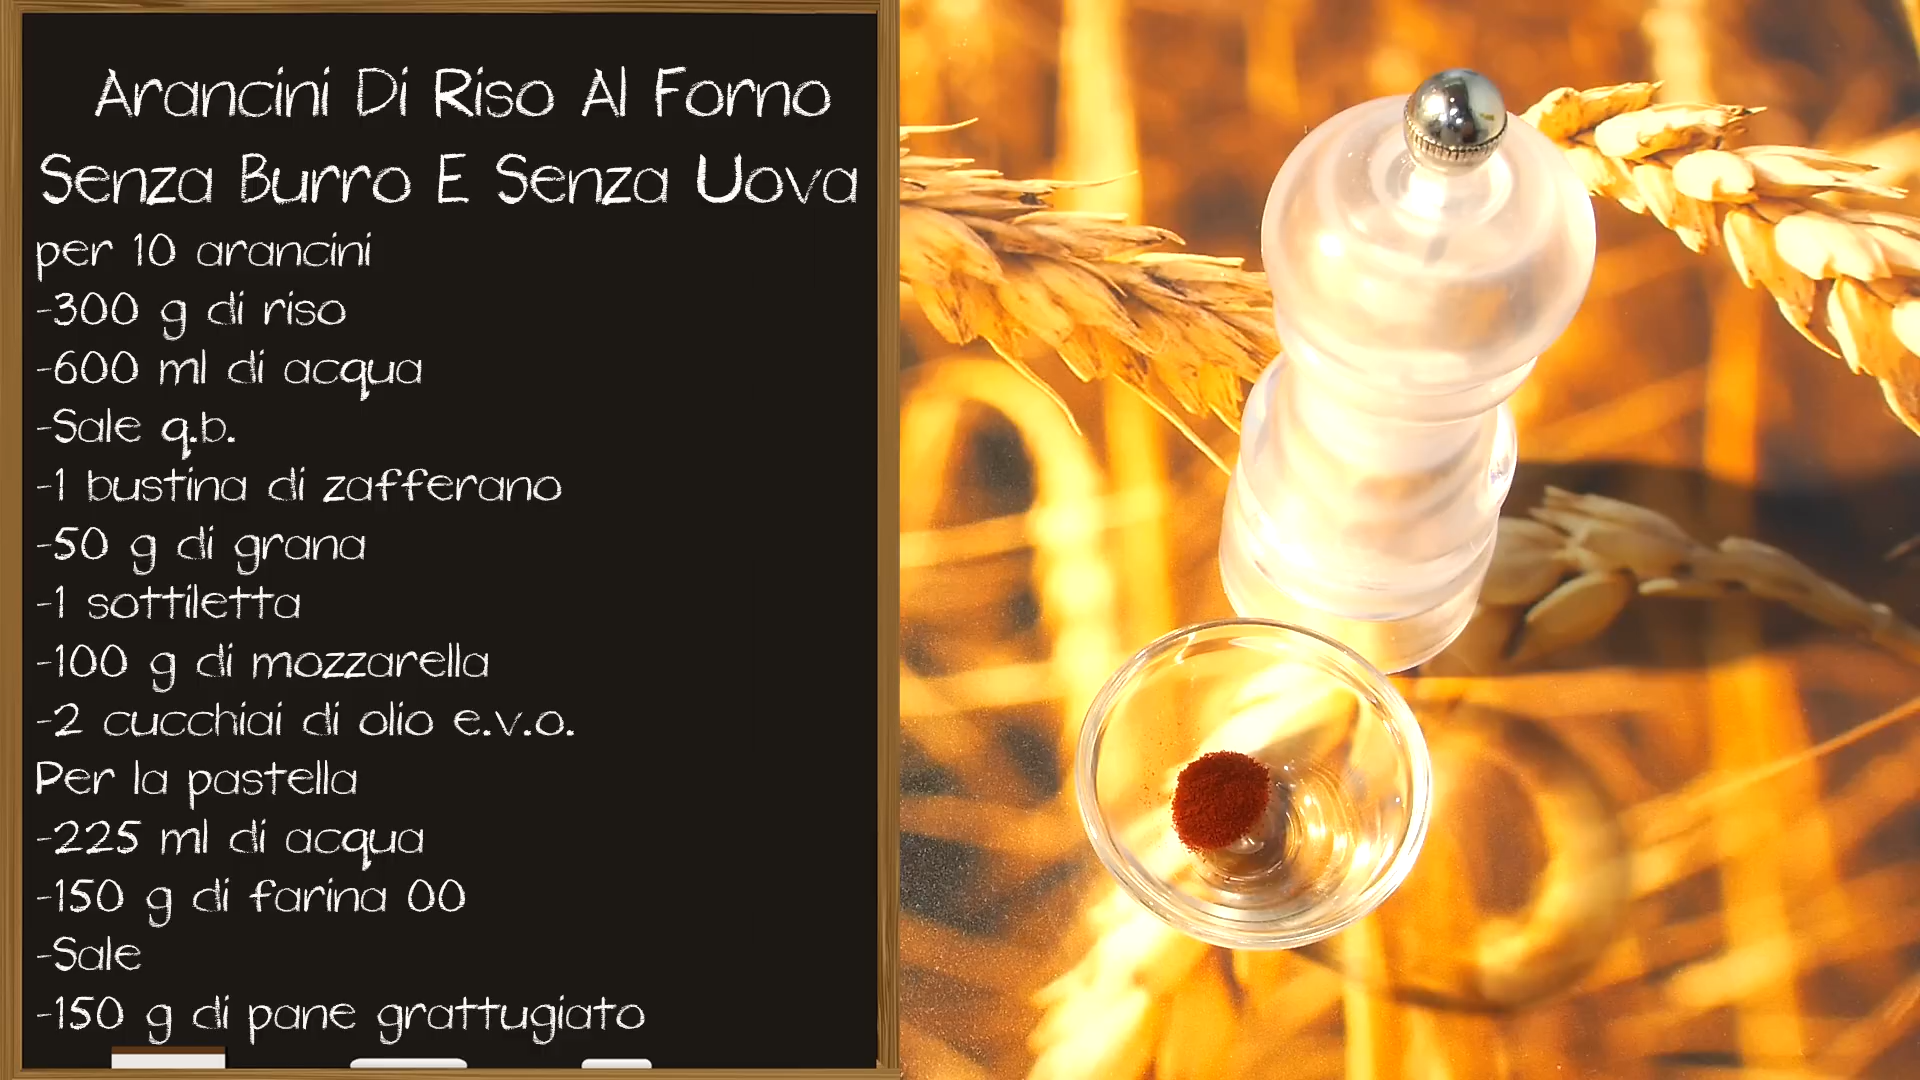 Arancini Di Riso Al Forno
Senza Burro E Senza Uova
per 10 arancini
-300 g di riso
-600 ml di acqua
-Sale q.b.
-1 bustina di zafferano
-50 g di grana
-1 sottiletta
-100 g di mozzarella
-2 cucchiai di olio e.v.o.
Per la pastella
-225 ml di acqua
-150 g di farina 00
-Sale
-150 g di pane grattugiato